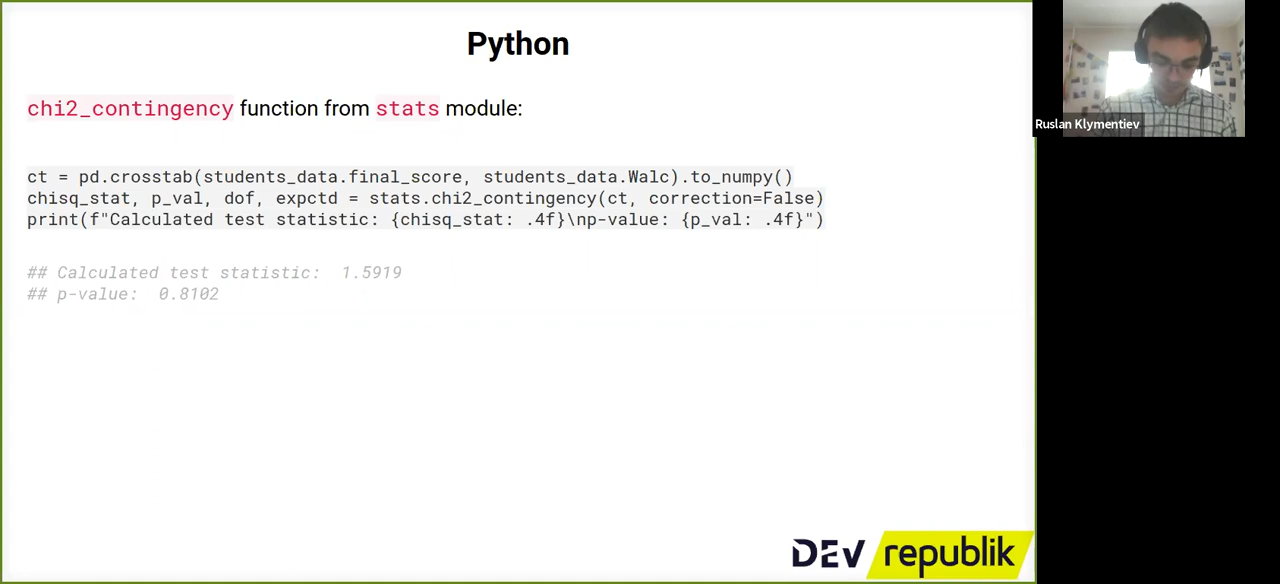 Python
chi2_contingency function from stats module:
ct = pd.crosstab(students_data.final_score, students_data.Walc).to_numpy()
chisq_stat, p_val, dof, expctd = stats.chi2_contingency(ct, correction=False)
print(f"Calculated test statistic: {chisq_stat: .4f}\np-value: {p_val: .4f}")
## Calculated test statistic:  1.5919
## p-value:  0.8102
DEV republik
Ruslan Klymentiev